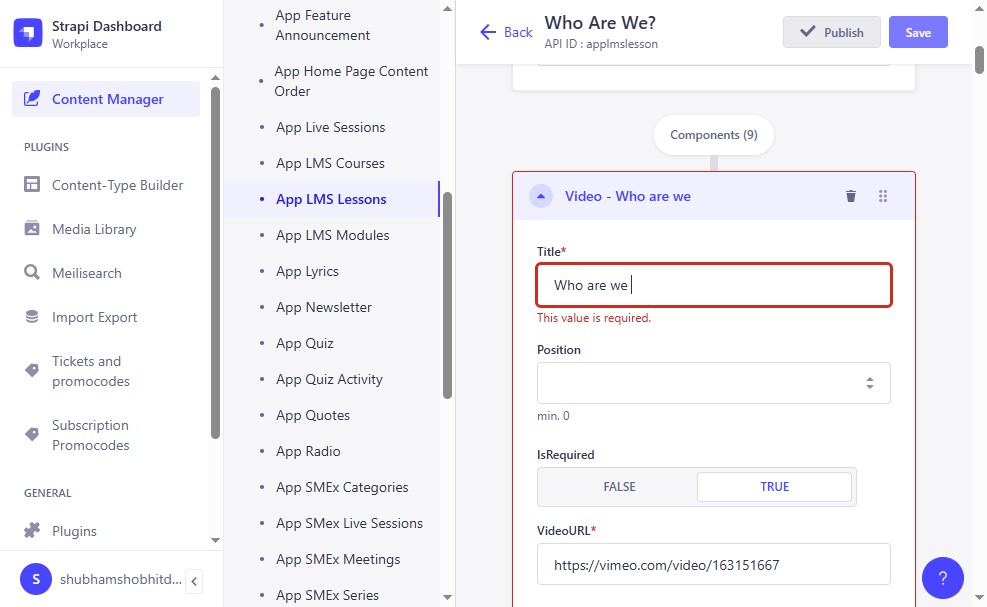 Strapi Dashboard
Workplace
Content Manager
PLUGINS
Content-Type Builder
Media Library
Meilisearch
Import Export
Tickets and
promocodes
Subscription
Promocodes
GENERAL
Plugins
S
shubhamshobhitd...
App Feature
Announcement
App Home Page Content
Order
App Live Sessions
App LMS Courses
App LMS Lessons
App LMS Modules
App Lyrics
App Newsletter
App Quiz
App Quiz Activity
App Quotes
App Radio
App SMEx Categories
App SMex Live Sessions
App SMEx Meetings
App SMEx Series
Back
Who Are We?
API ID : applmslesson
Publish
Save
Components (9)
Video - Who are we
Title*
Who are we
This value is required.
Position
min. 0
IsRequired
FALSE
TRUE
VideoURL*
https://vimeo.com/video/163151667
?